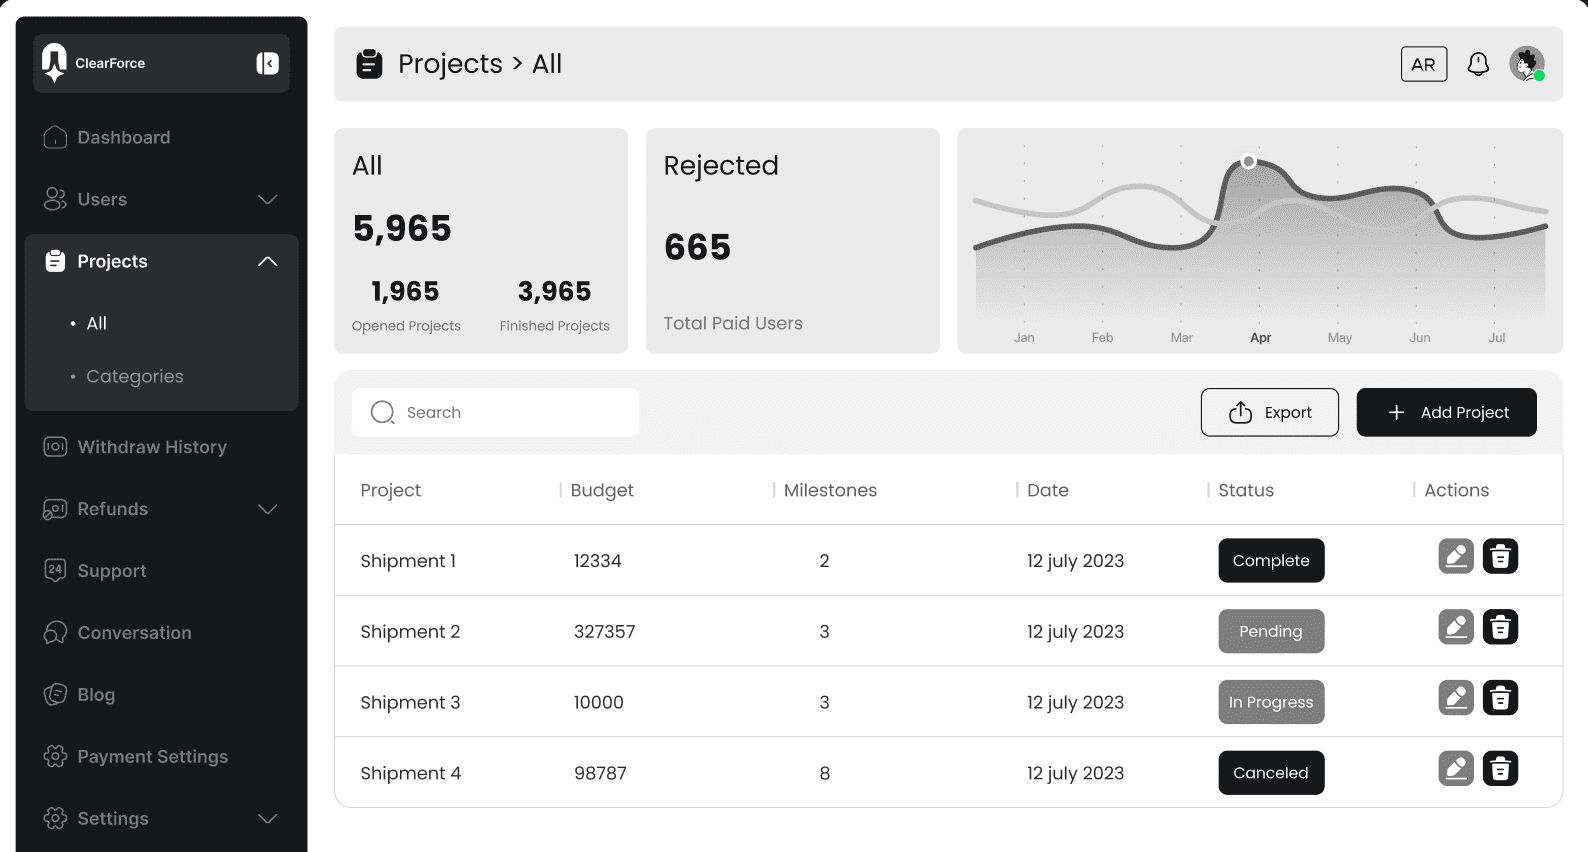 ClearForce
Dashboard
Users
Projects
• All
• Categories
Withdraw History
Refunds
24
Support
Conversation
Blog
Payment Settings
Settings
Projects > All
AR
All
5,965
1,965 3,965
Opened Projects Finished Projects
Rejected
665
Total Paid Users
Jan Feb Mar Apr May Jun Jul
Search
Export
Add Project
Project Budget Milestones Date Status Actions
Shipment 1 12334 2 12 july 2023 Complete
Shipment 2 327357 3 12 july 2023 Pending
Shipment 3 10000 3 12 july 2023 In Progress
Shipment 4 98787 8 12 july 2023 Canceled